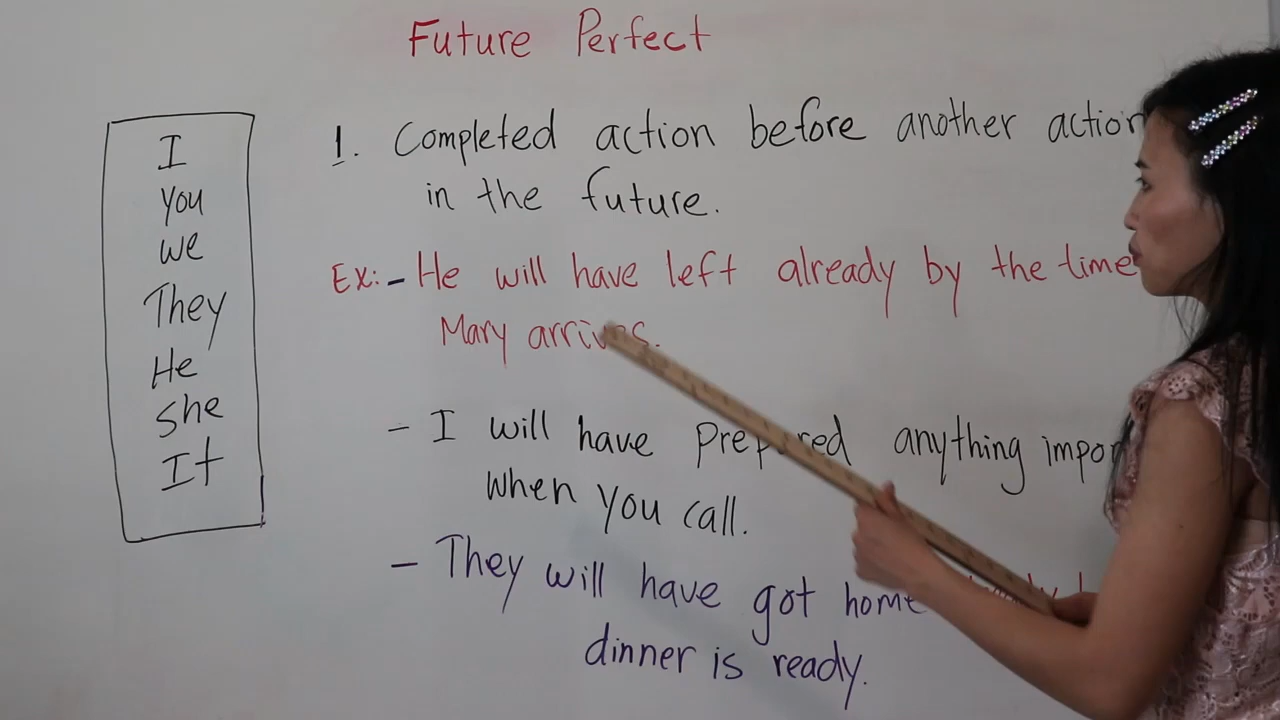 Future Perfect
I
you
we
They
He
she
It
1. Completed action before another action
in the future.
Ex: - He will have left already by the time
Mary arrives.
- I will have prepared anything
when you call.
- They will have got home
dinner is ready.